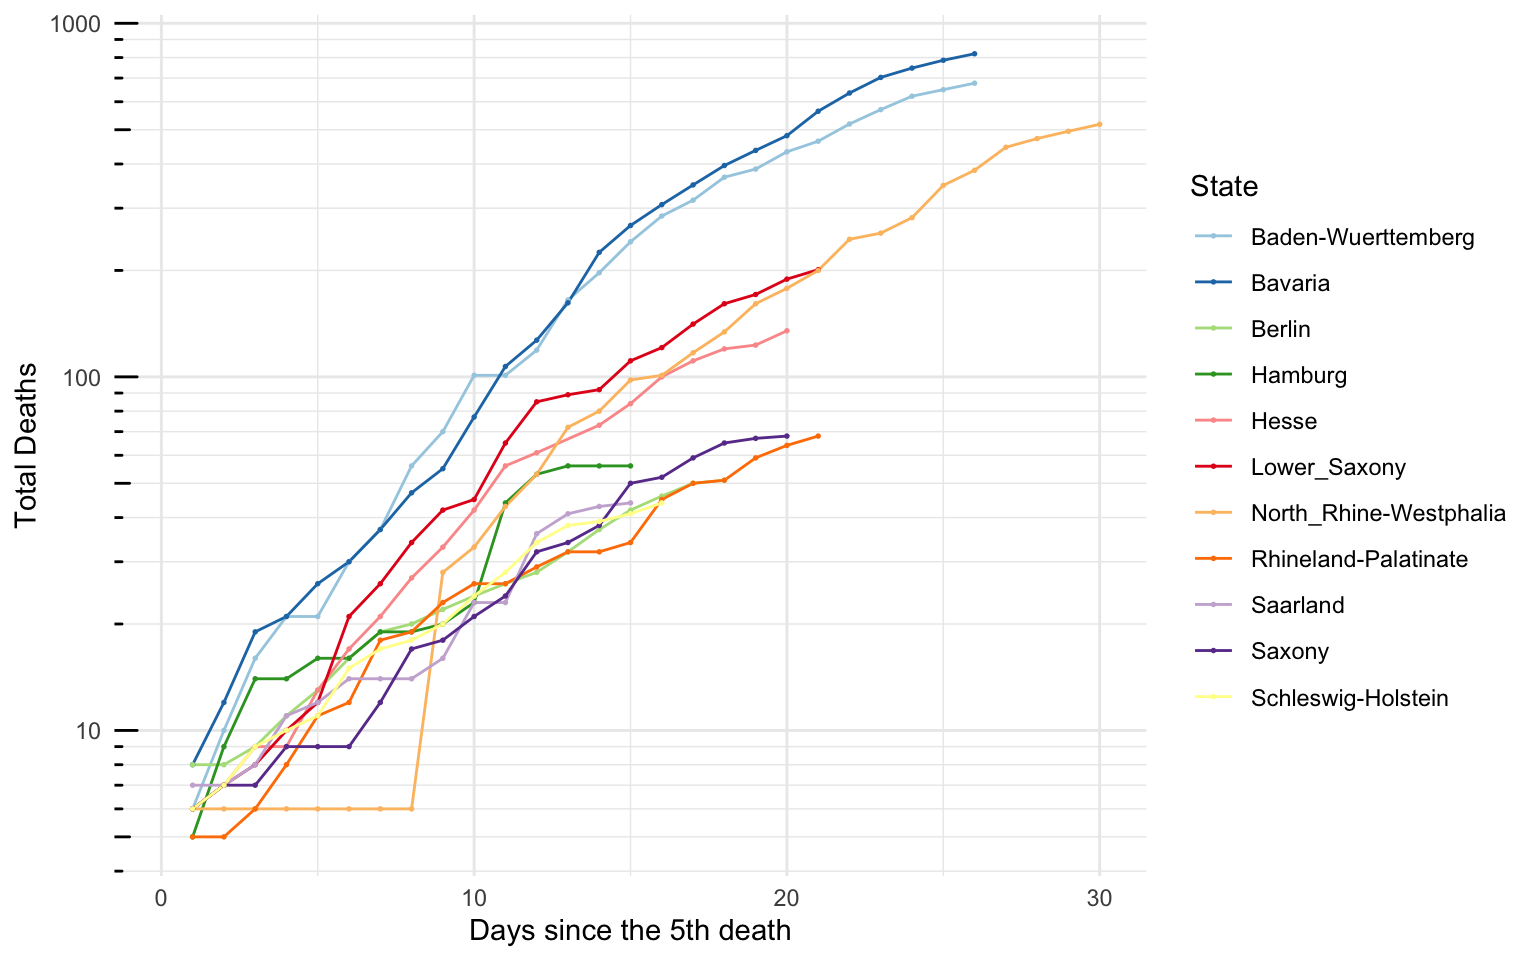 1000
100
10
Total Deaths
0
10
20
30
Days since the 5th death
State
Baden-Wuerttemberg
Bavaria
Berlin
Hamburg
Hesse
Lower_Saxony
North_Rhine-Westphalia
Rhineland-Palatinate
Saarland
Saxony
Schleswig-Holstein